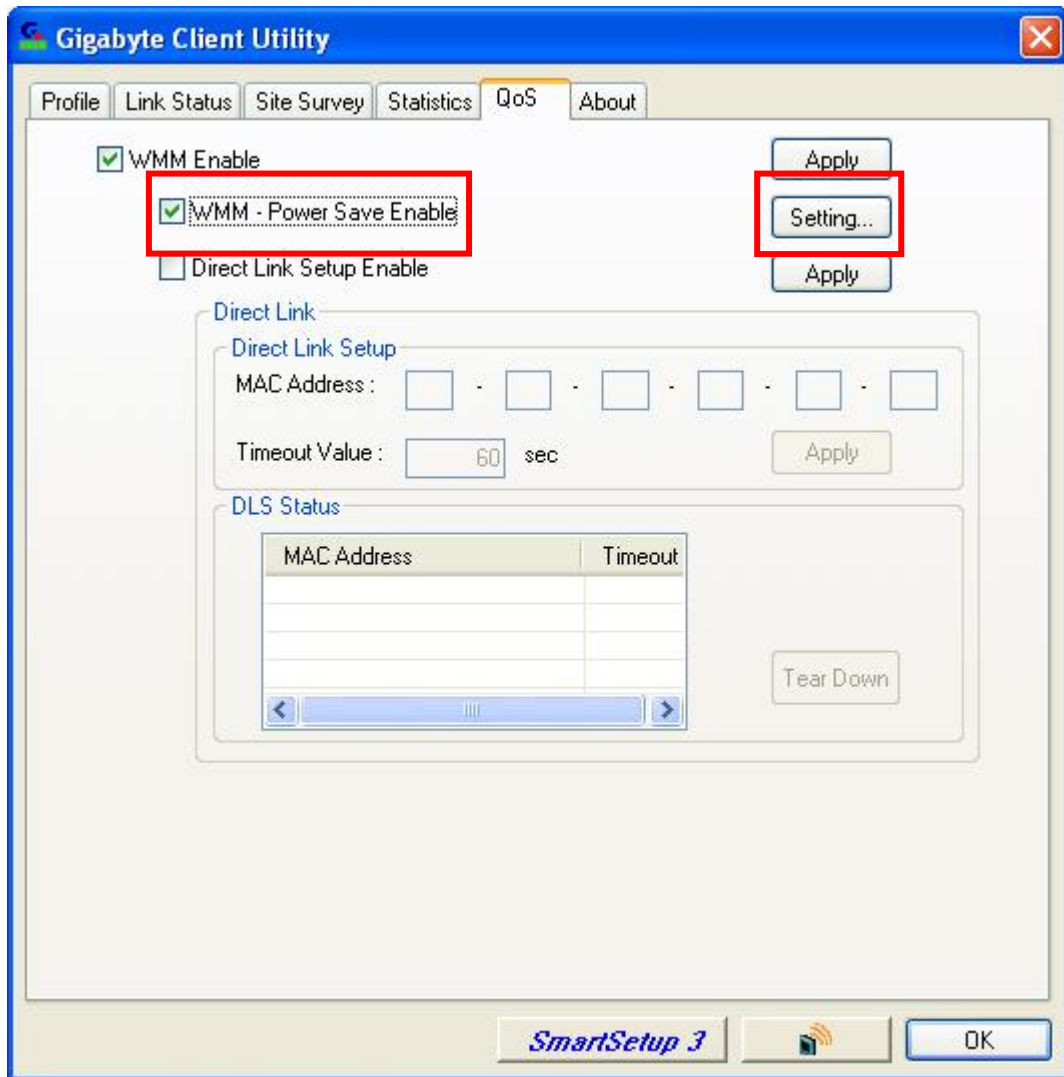 Gigabyte Client Utility
Profile Link Status Site Survey Statistics QoS About
WMM Enable Apply
WMM - Power Save Enable Setting...
Direct Link Setup Enable Apply
Direct Link
Direct Link Setup
MAC Address : - - - - -
Timeout Value : 60 sec Apply
DLS Status
MAC Address Timeout
Tear Down
SmartSetup 3 OK